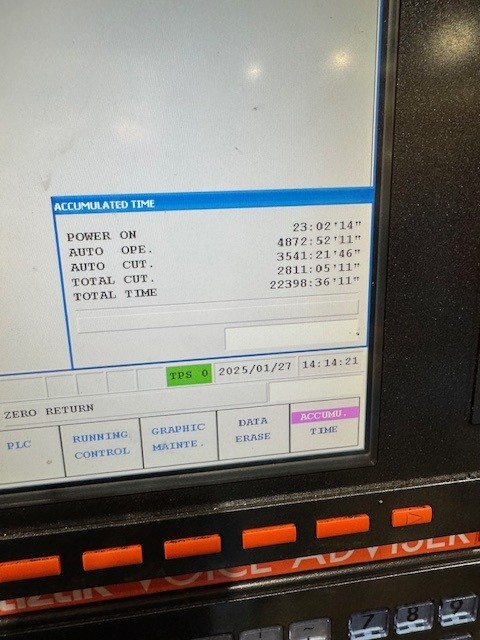 ACCUMULATED TIME
POWER ON 23:02'14"
AUTO OPE. 4872:52'11"
AUTO CUT. 3541:21'46"
TOTAL CUT. 2811:05'11"
TOTAL TIME 22398:36'11"
TPS 0 2025/01/27 14:14:21
ZERO RETURN
PLC RUNNING CONTROL GRAPHIC MAINTE. DATA ERASE ACCUMU. TIME
VOICE ADVISER
7 8 9